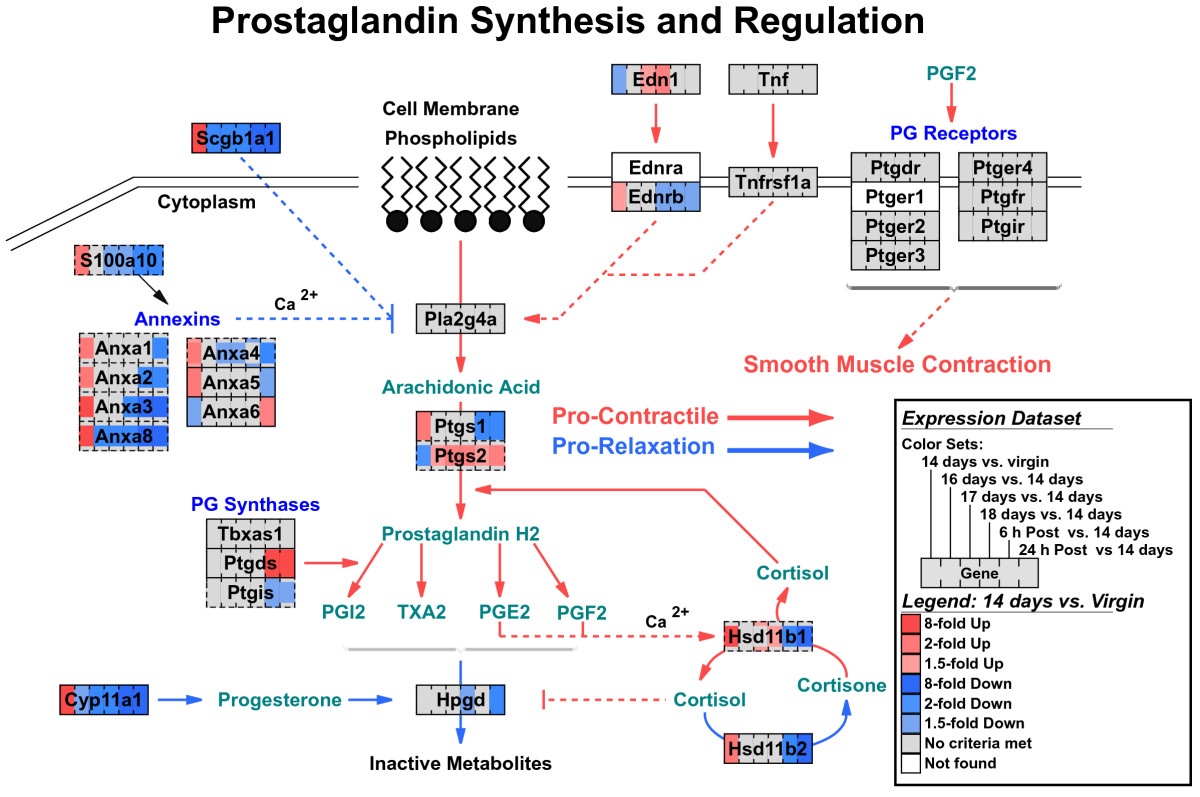 Prostaglandin Synthesis and Regulation
Edn1
Tnf
PGF2
Cell Membrane
Phospholipids
Scgb1a1
PG Receptors
Ednra
Ednrb
Tnfrsf1a
Ptgdr
Ptger1
Ptger2
Ptger3
Ptger4
Ptgfr
Ptgir
Cytoplasm
S100a10
Annexins
Ca 2+
Pla2g4a
Anxa1
Anxa2
Anxa3
Anxa8
Anxa4
Anxa5
Anxa6
Smooth Muscle Contraction
Arachidonic Acid
Ptgs1
Ptgs2
Pro-Contractile
Pro-Relaxation
PG Synthases
Tbxas1
Ptgds
Ptgis
Prostaglandin H2
PGI2
TXA2
PGE2
PGF2
Ca 2+
Cortisol
Hsd11b1
Cortisol
Cortisone
Hsd11b2
Cyp11a1
Progesterone
Hpgd
Inactive Metabolites
Expression Dataset
Color Sets:
14 days vs. virgin
16 days vs. 14 days
17 days vs. 14 days
18 days vs. 14 days
6 h Post vs. 14 days
24 h Post vs 14 days
Gene
Legend: 14 days vs. Virgin
8-fold Up
2-fold Up
1.5-fold Up
8-fold Down
2-fold Down
1.5-fold Down
No criteria met
Not found